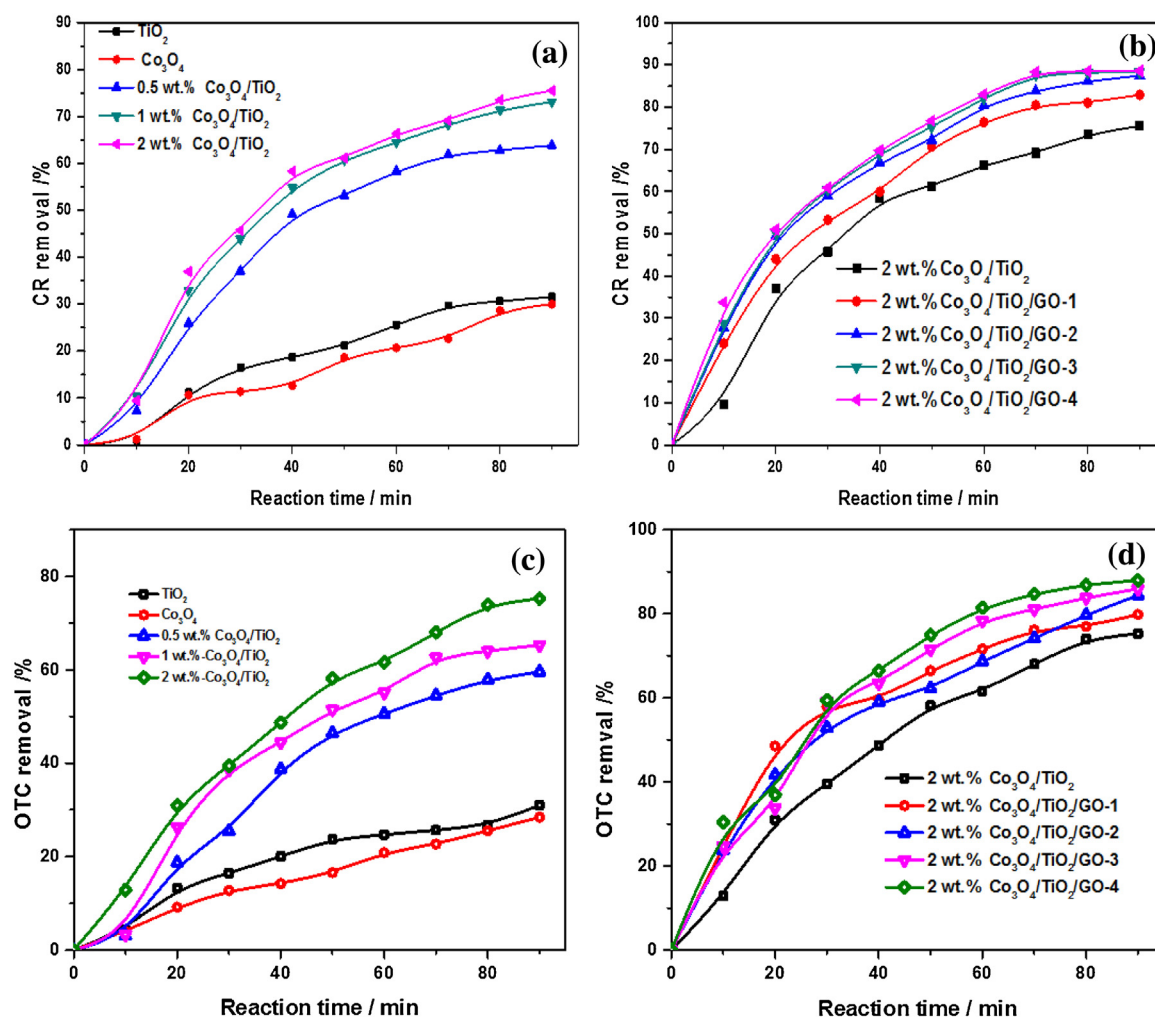 (a)
TiO2
Co3O4
0.5 wt.% Co3O4/TiO2
1 wt.% Co3O4/TiO2
2 wt.% Co3O4/TiO2
CR removal /%
90
75
60
45
30
15
0
0 20 40 60 80
Reaction time / min
(b)
2 wt.% Co3O4/TiO2
2 wt.% Co3O4/TiO2/GO-1
2 wt.% Co3O4/TiO2/GO-2
2 wt.% Co3O4/TiO2/GO-3
2 wt.% Co3O4/TiO2/GO-4
CR removal /%
100
90
80
70
60
50
40
30
20
10
0
0 20 40 60 80
Reaction time / min
(c)
TiO2
Co3O4
0.5 wt.% Co3O4/TiO2
1 wt.%-Co3O4/TiO2
2 wt.%-Co3O4/TiO2
OTC removal /%
80
60
40
20
0
0 20 40 60 80
Reaction time / min
(d)
2 wt.% Co3O4/TiO2
2 wt.% Co3O4/TiO2/GO-1
2 wt.% Co3O4/TiO2/GO-2
2 wt.% Co3O4/TiO2/GO-3
2 wt.% Co3O4/TiO2/GO-4
OTC remval /%
100
80
60
40
20
0
0 20 40 60 80
Reaction time / min